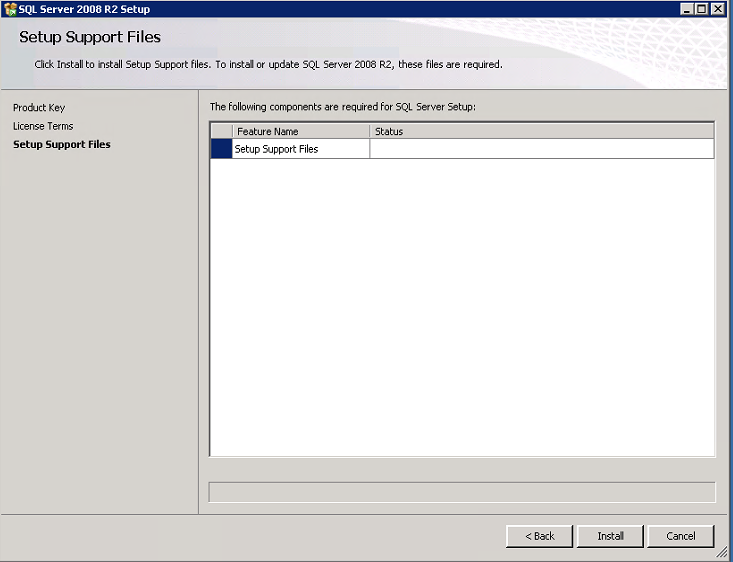 SQL Server 2008 R2 Setup
Setup Support Files
Click Install to install Setup Support files. To install or update SQL Server 2008 R2, these files are required.
Product Key
License Terms
Setup Support Files
The following components are required for SQL Server Setup:
Feature Name Status
Setup Support Files
< Back Install Cancel